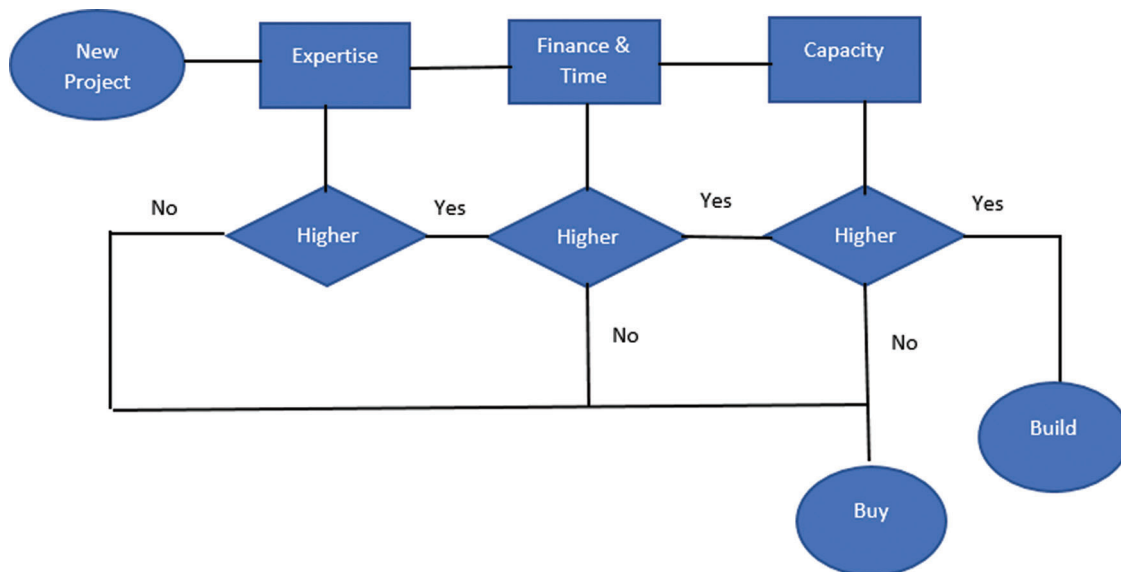 New
Project
Expertise
Finance &
Time
Capacity
No
Higher
Yes
Higher
Yes
Higher
Yes
No
No
Build
Buy